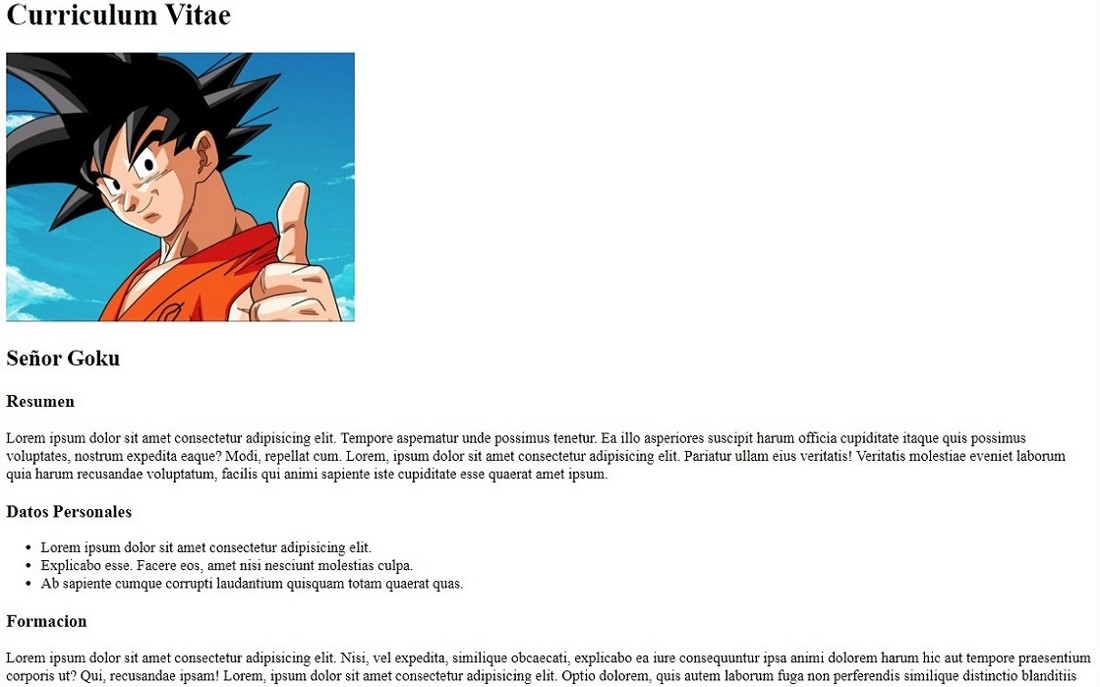 Curriculum Vitae
Señor Goku
Resumen
Lorem ipsum dolor sit amet consectetur adipisicing elit. Tempore aspernatur unde possimus tenetur. Ea illo asperiores suscipit harum officia cupiditate itaque quis possimus
voluptates, nostrum expedita eaque? Modi, repellat cum. Lorem, ipsum dolor sit amet consectetur adipisicing elit. Pariatur ullam eius veritatis! Veritatis molestiae eveniet laborum
quia harum recusandae voluptatum, facilis qui animi sapiente iste cupiditate esse quaerat amet ipsum.
Datos Personales
• Lorem ipsum dolor sit amet consectetur adipisicing elit.
• Explicabo esse. Facere eos, amet nisi nesciunt molestias culpa.
• Ab sapiente cumque corrupti laudantium quisquam totam quaerat quas.
Formacion
Lorem ipsum dolor sit amet consectetur adipisicing elit. Nisi, vel expedita, similique obcaecati, explicabo ea iure consequuntur ipsa animi dolorem harum hic aut tempore praesentium
corporis ut? Qui, recusandae ipsam! Lorem, ipsum dolor sit amet consectetur adipisicing elit. Optio dolorem, quis autem laborum fuga non perferendis similique distinctio blanditiis